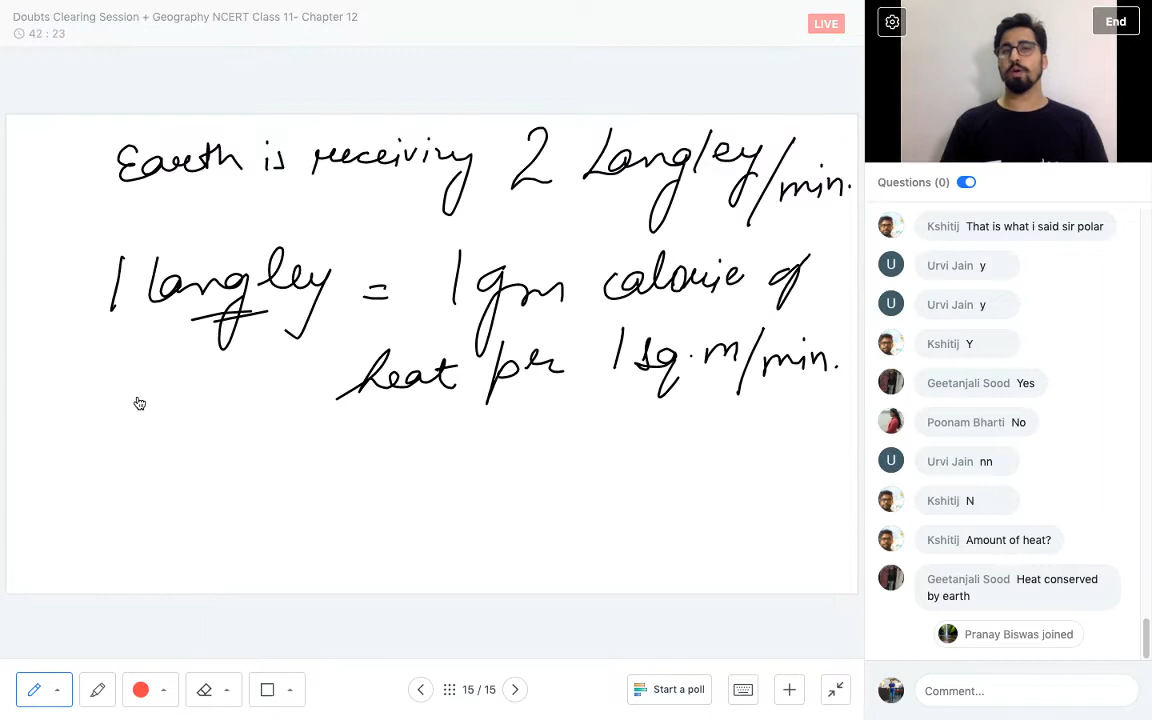 Doubts Clearing Session + Geography NCERT Class 11- Chapter 12
42 : 23
LIVE
End
Earth is receiving 2 Langley/min.
1 langley = 1 gm calorie of
heat per 1 sq.m/min.
Questions (0)
Kshitij That is what i said sir polar
U Urvi Jain y
U Urvi Jain y
Kshitij Y
Geetanjali Sood Yes
Poonam Bharti No
U Urvi Jain nn
Kshitij N
Kshitij Amount of heat?
Geetanjali Sood Heat conserved
by earth
Pranay Biswas joined
15 / 15
Start a poll
Comment...